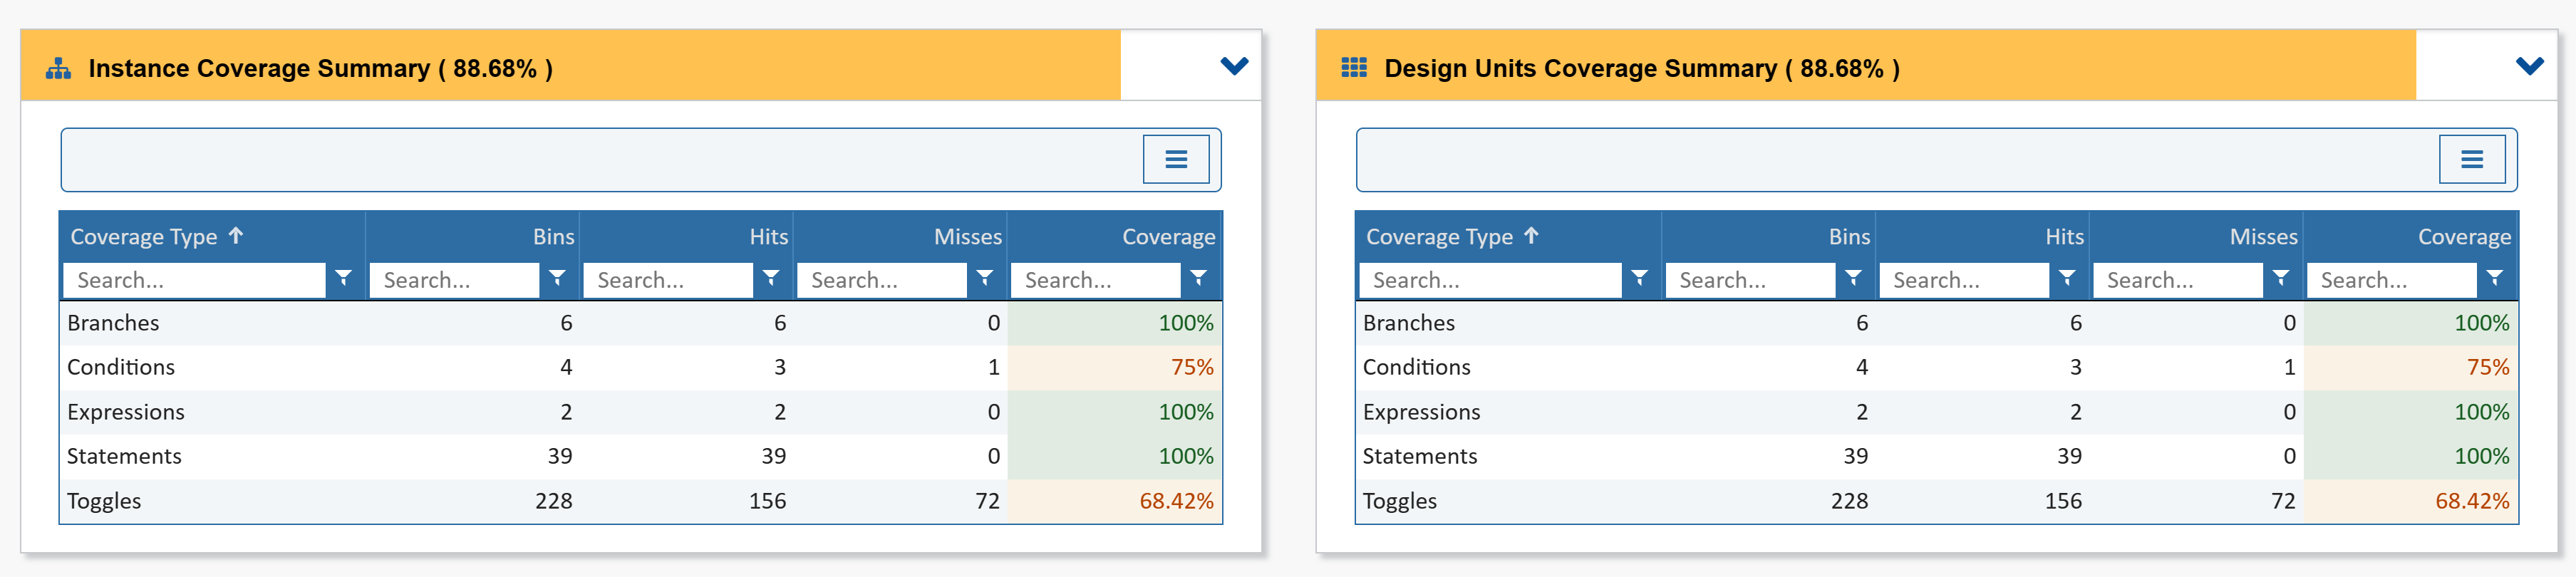 Instance Coverage Summary ( 88.68% )
Coverage Type Bins Hits Misses Coverage
Search... Search... Search... Search... Search...
Branches 6 6 0 100%
Conditions 4 3 1 75%
Expressions 2 2 0 100%
Statements 39 39 0 100%
Toggles 228 156 72 68.42%
Design Units Coverage Summary ( 88.68% )
Coverage Type Bins Hits Misses Coverage
Search... Search... Search... Search... Search...
Branches 6 6 0 100%
Conditions 4 3 1 75%
Expressions 2 2 0 100%
Statements 39 39 0 100%
Toggles 228 156 72 68.42%